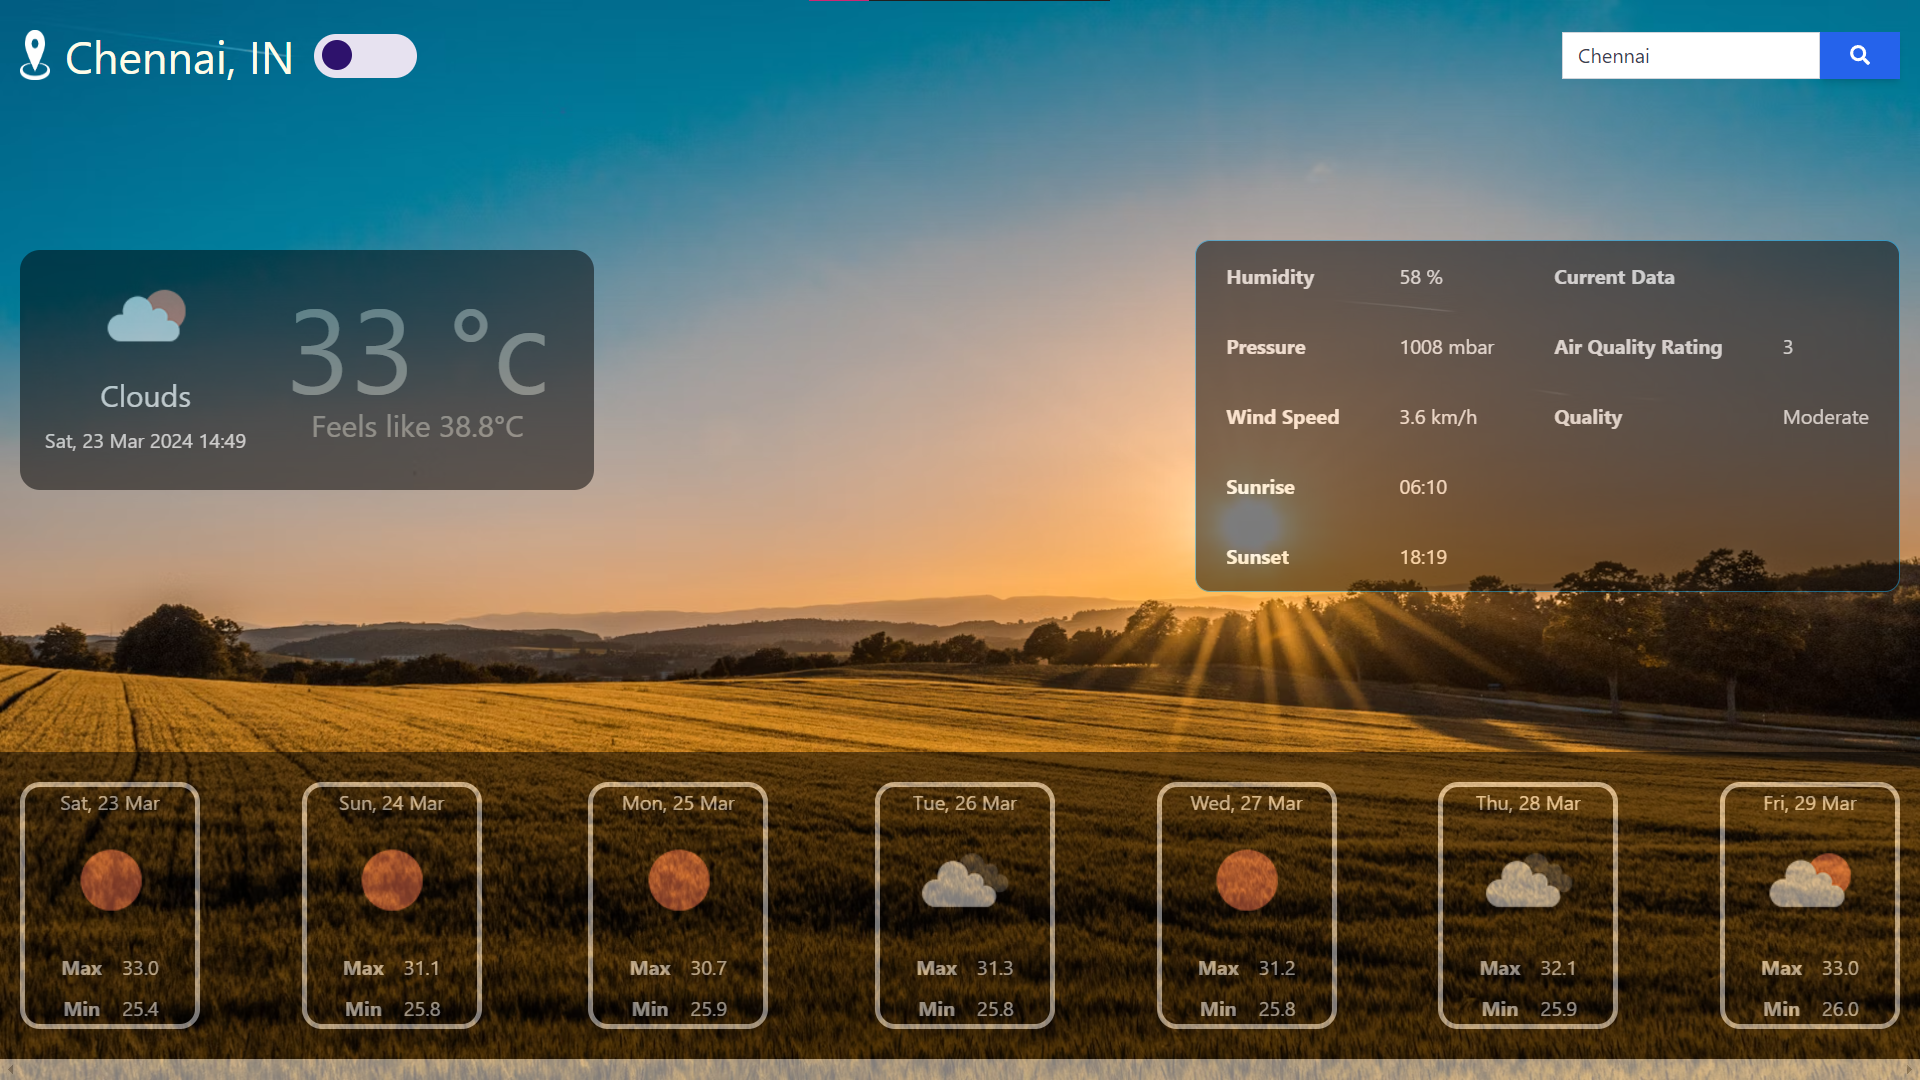 Chennai, IN
Chennai
Clouds
Sat, 23 Mar 2024 14:49
33 °c
Feels like 38.8°C
Humidity 58 % Current Data
Pressure 1008 mbar Air Quality Rating 3
Wind Speed 3.6 km/h Quality Moderate
Sunrise 06:10
Sunset 18:19
Sat, 23 Mar
Max 33.0
Min 25.4
Sun, 24 Mar
Max 31.1
Min 25.8
Mon, 25 Mar
Max 30.7
Min 25.9
Tue, 26 Mar
Max 31.3
Min 25.8
Wed, 27 Mar
Max 31.2
Min 25.8
Thu, 28 Mar
Max 32.1
Min 25.9
Fri, 29 Mar
Max 33.0
Min 26.0